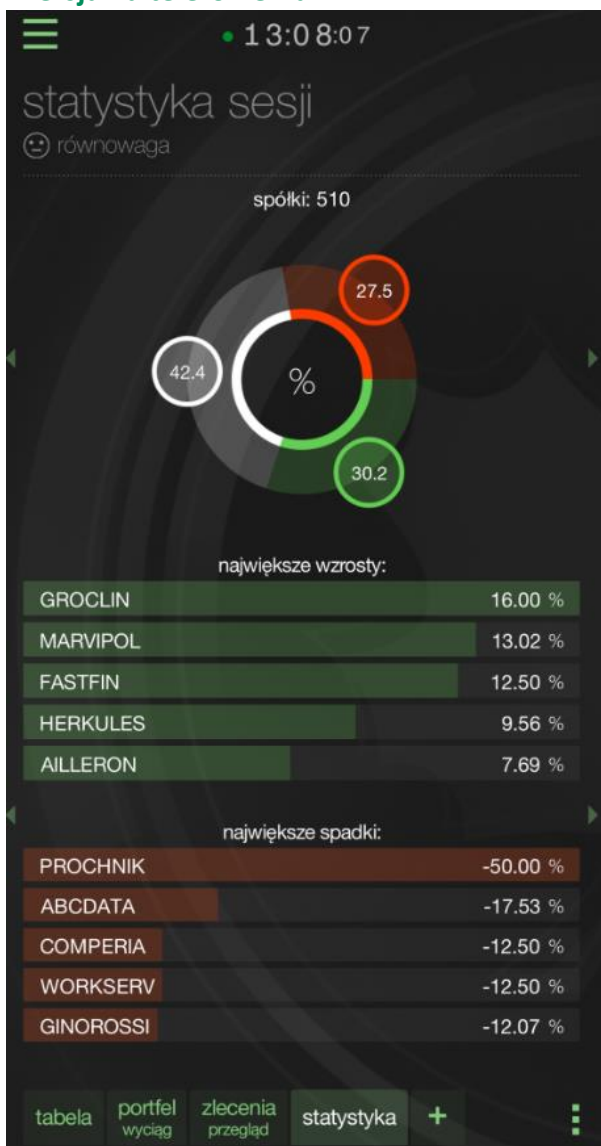 13:08:07
statystyka sesji
równowaga
spółki: 510
27.5
42.4
%
30.2
największe wzrosty:
GROCLIN 16.00 %
MARVIPOL 13.02 %
FASTFIN 12.50 %
HERKULES 9.56 %
AILLERON 7.69 %
największe spadki:
PROCHNIK -50.00 %
ABCDATA -17.53 %
COMPERIA -12.50 %
WORKSERV -12.50 %
GINOROSSI -12.07 %
tabela portfel zlecenia statystyka +
wyciąg przegląd